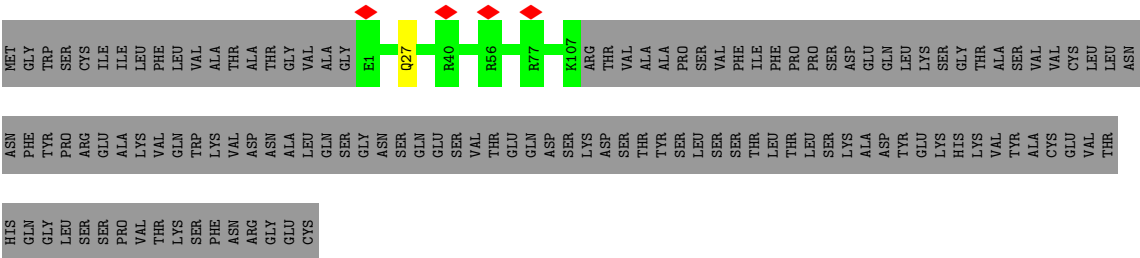 MET GLY TRP SER CYS ILE ILE LEU PHE LEU VAL ALA THR ALA THR GLY VAL ALA GLY E1 Q27 R40 R56 R77 K107 ARG THR VAL ALA ALA PRO SER VAL PHE ILE PHE PRO PRO SER ASP GLU GLN LEU LYS SER GLY THR ALA SER VAL VAL CYS LEU LEU ASN
ASN PHE TYR PRO ARG GLU ALA LYS VAL GLN TRP LYS VAL ASP ASN ALA LEU GLN SER GLY ASN SER GLN GLU SER VAL THR GLU GLN ASP SER LYS ASP SER THR TYR SER LEU SER SER THR LEU THR LEU SER LYS ALA ASP TYR GLU LYS HIS LYS VAL TYR ALA CYS GLU VAL THR
HIS GLN GLY LEU SER SER PRO VAL THR LYS SER PHE ASN ARG GLY GLU CYS